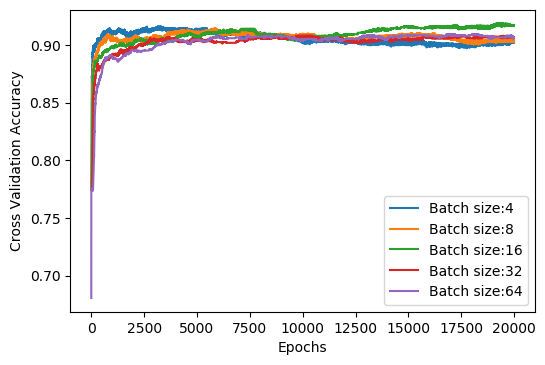 Cross Validation Accuracy
0.90
0.85
0.80
0.75
0.70
Batch size:4
Batch size:8
Batch size:16
Batch size:32
Batch size:64
0 2500 5000 7500 10000 12500 15000 17500 20000
Epochs